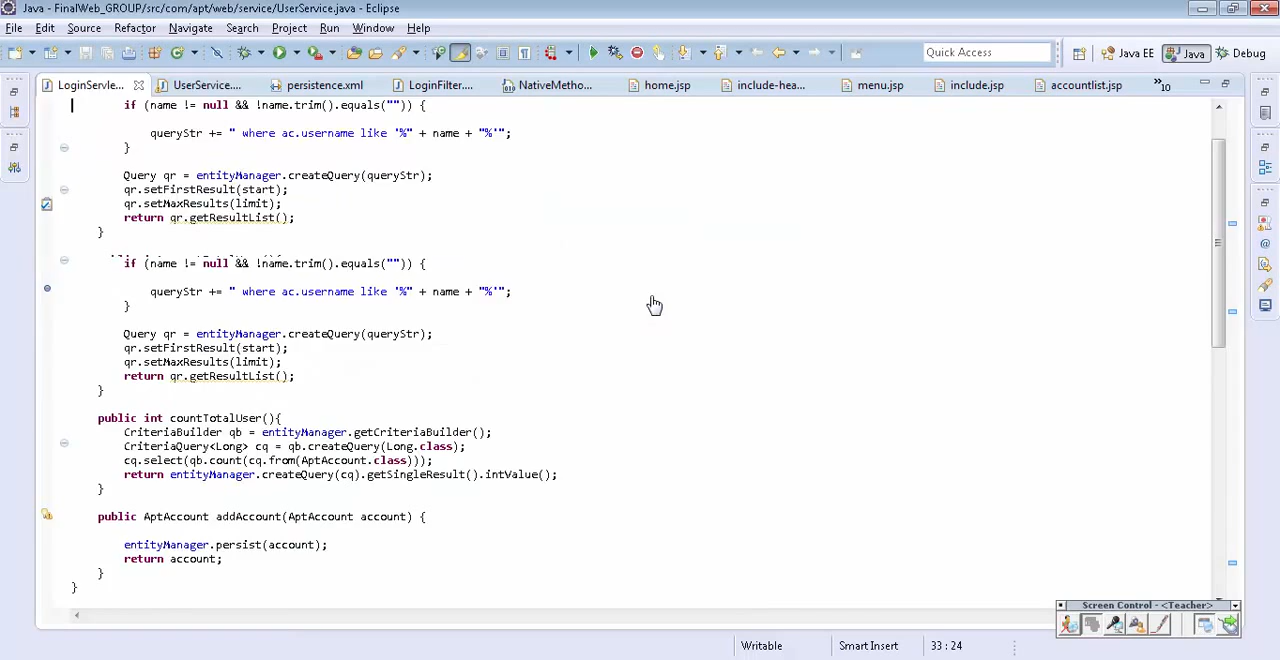 Java - FinalWeb_GROUP/src/com/apt/web/service/UserService.java - Eclipse
File Edit Source Refactor Navigate Search Project Run Window Help
Quick Access Java EE Java Debug
LoginServle... UserService.... persistence.xml LoginFilter.... NativeMetho... home.jsp include-hea... menu.jsp include.jsp accountlist.jsp »10
if (name != null && !name.trim().equals("")) {
queryStr += " where ac.username like '%" + name + "%'";
}
Query qr = entityManager.createQuery(queryStr);
qr.setFirstResult(start);
qr.setMaxResults(limit);
return qr.getResultList();
}
if (name != null && !name.trim().equals("")) {
queryStr += " where ac.username like '%" + name + "%'";
}
Query qr = entityManager.createQuery(queryStr);
qr.setFirstResult(start);
qr.setMaxResults(limit);
return qr.getResultList();
}
public int countTotalUser(){
CriteriaBuilder qb = entityManager.getCriteriaBuilder();
CriteriaQuery<Long> cq = qb.createQuery(Long.class);
cq.select(qb.count(cq.from(AptAccount.class)));
return entityManager.createQuery(cq).getSingleResult().intValue();
}
public AptAccount addAccount(AptAccount account) {
entityManager.persist(account);
return account;
}
}
Screen Control - <Teacher>
Writable Smart Insert 33 : 24